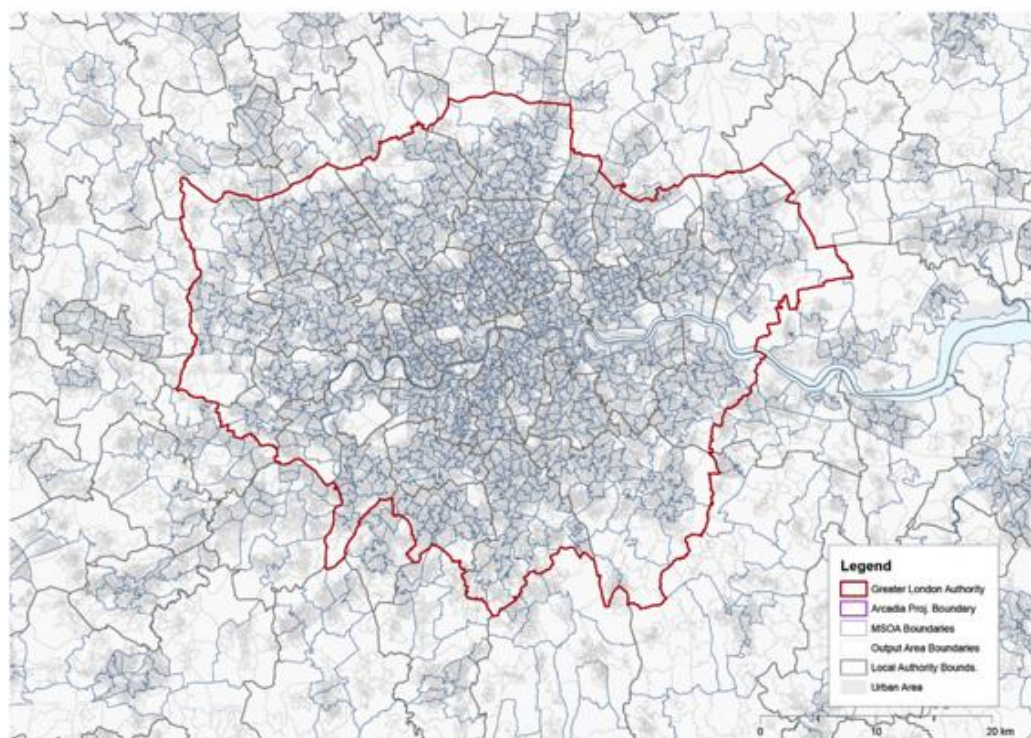 Legend
Greater London Authority
Arcadia Proj. Boundary
MSOA Boundaries
Output Area Boundaries
Local Authority Bounds.
Urban Area
0 10 20 km